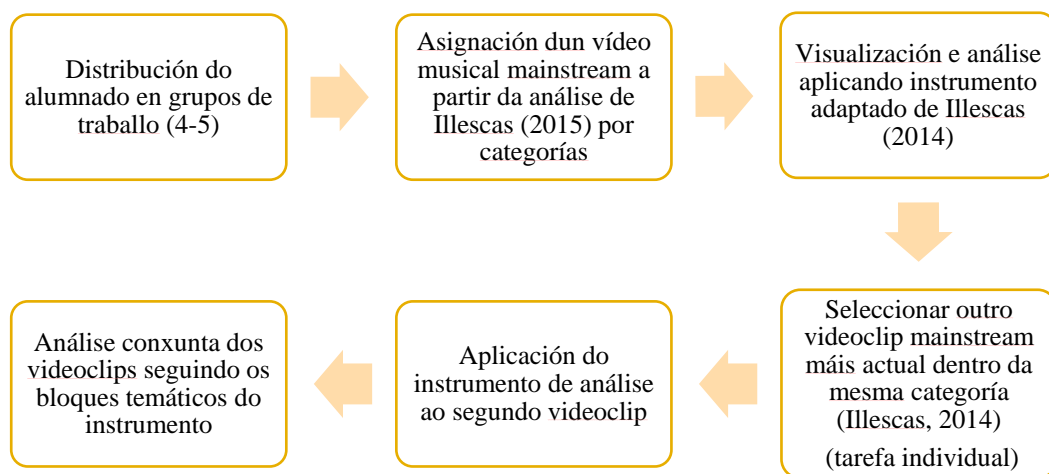 Distribución do
alumnado en grupos de
traballo (4-5)
Asignación dun vídeo
musical mainstream a
partir da análise de
Illescas (2015) por
categorías
Visualización e análise
aplicando instrumento
adaptado de Illescas
(2014)
Seleccionar outro
videoclip mainstream
máis actual dentro da
mesma categoría
(Illescas, 2014)
(tarefa individual)
Aplicación do
instrumento de análise
ao segundo videoclip
Análise conxunta dos
videoclips seguindo os
bloques temáticos do
instrumento